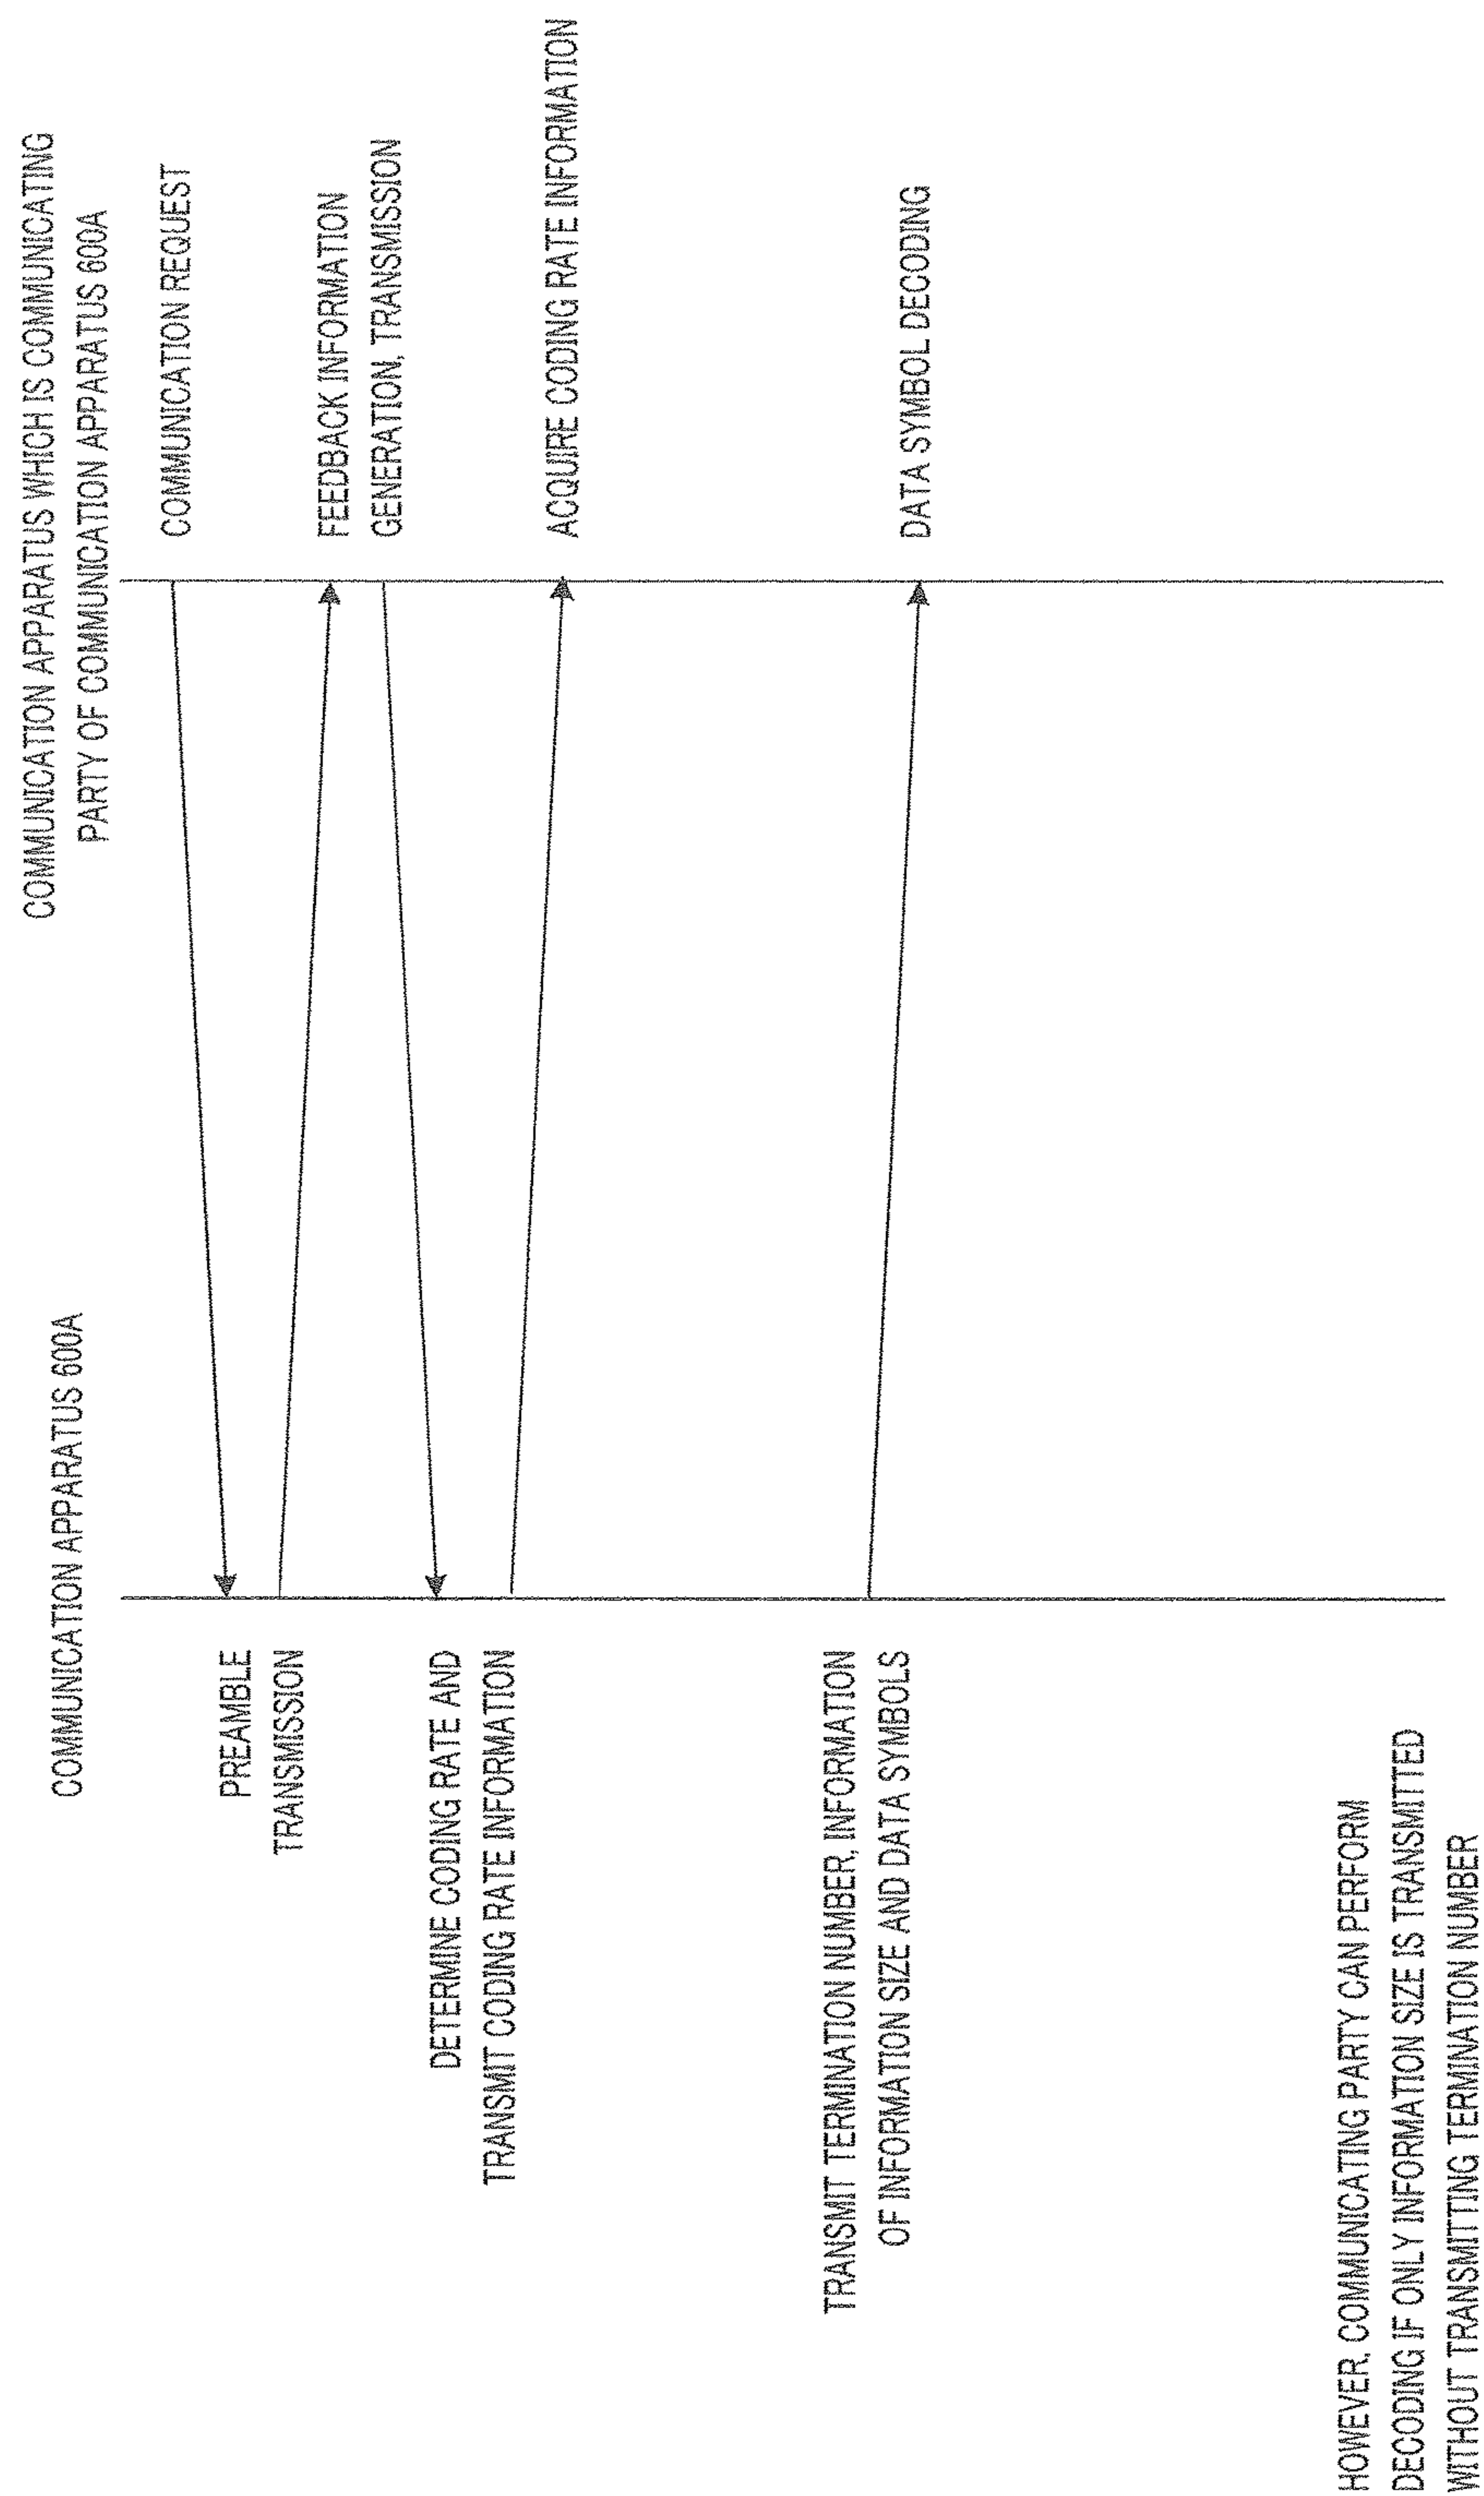 COMMUNICATION APPARATUS 600A
COMMUNICATION APPARATUS WHICH IS COMMUNICATING
PARTY OF COMMUNICATION APPARATUS 600A
COMMUNICATION REQUEST
PREAMBLE
TRANSMISSION
FEEDBACK INFORMATION
GENERATION, TRANSMISSION
DETERMINE CODING RATE AND
TRANSMIT CODING RATE INFORMATION
ACQUIRE CODING RATE INFORMATION
TRANSMIT TERMINATION NUMBER, INFORMATION
OF INFORMATION SIZE AND DATA SYMBOLS
DATA SYMBOL DECODING
HOWEVER, COMMUNICATING PARTY CAN PERFORM
DECODING IF ONLY INFORMATION SIZE IS TRANSMITTED
WITHOUT TRANSMITTING TERMINATION NUMBER